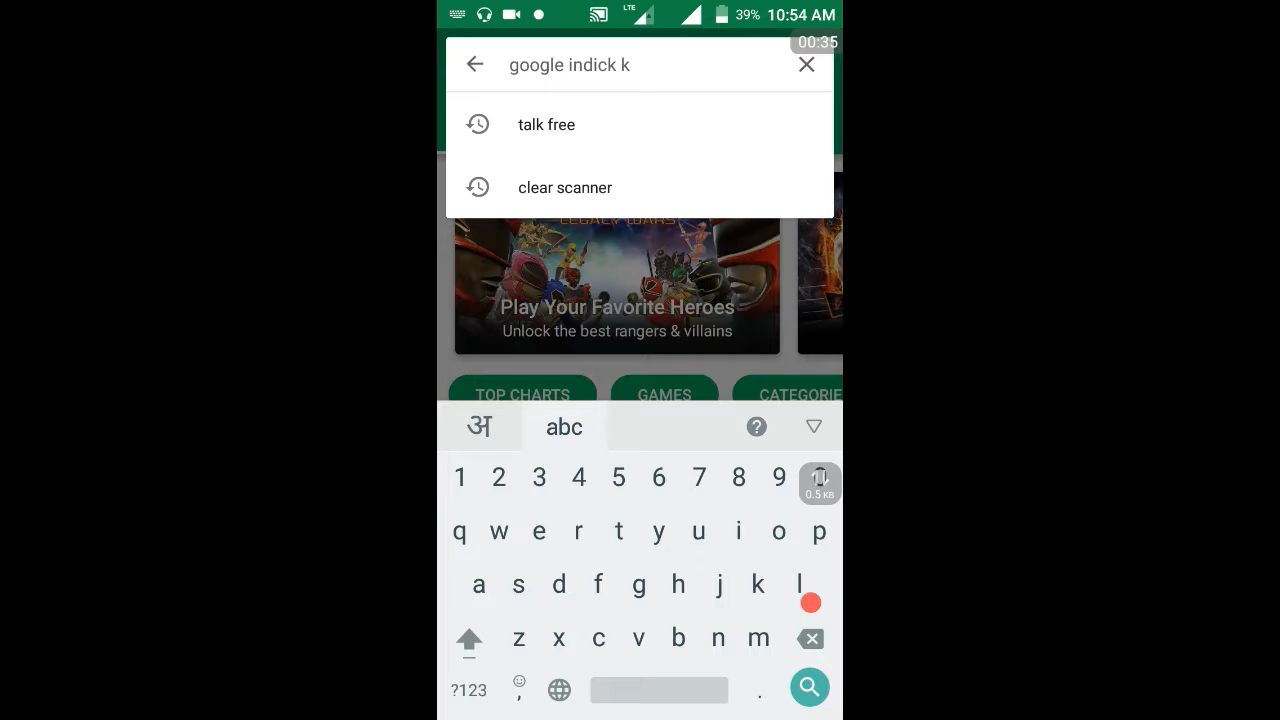 LTE
39% 10:54 AM
00:35
google indick k
talk free
clear scanner
LEGACY WARS
Play Your Favorite Heroes
Unlock the best rangers & villains
TOP CHARTS GAMES CATEGORIE
अ abc ?
1 2 3 4 5 6 7 8 9 0
0.5 KB
q w e r t y u i o p
a s d f g h j k l
z x c v b n m
?123 , .